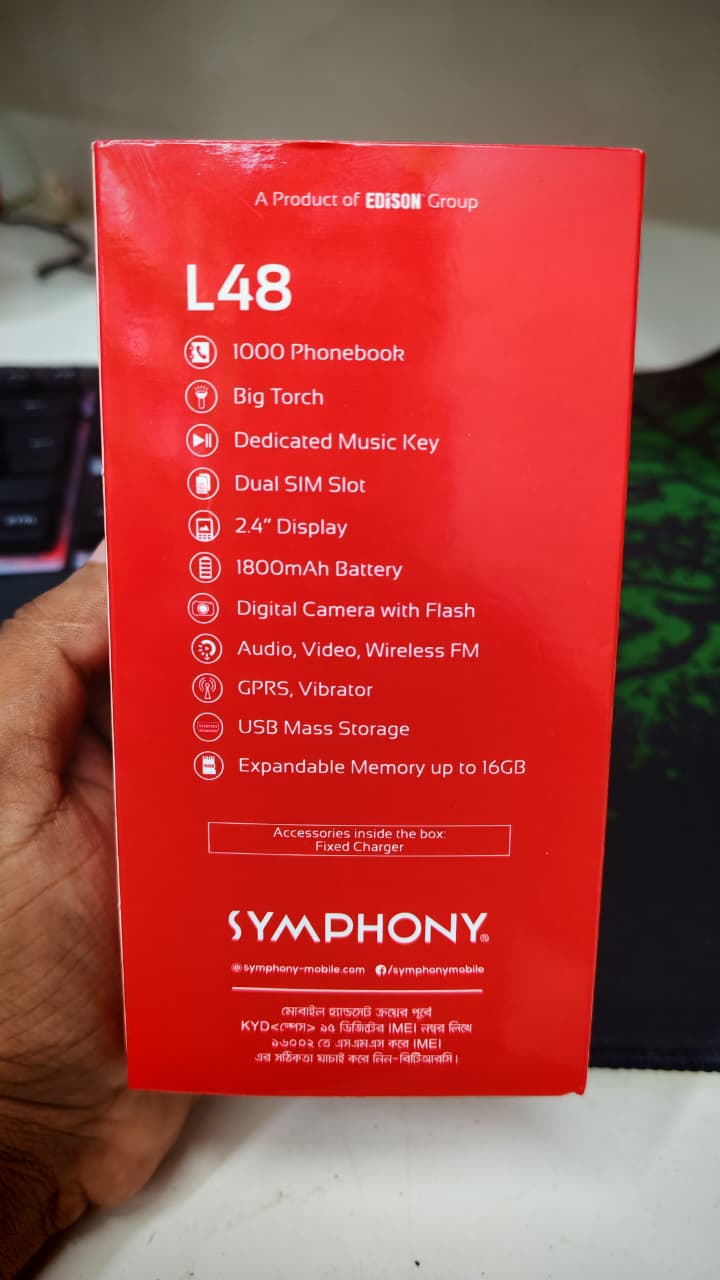 A Product of EDISON Group
L48
1000 Phonebook
Big Torch
Dedicated Music Key
Dual SIM Slot
2.4” Display
1800mAh Battery
Digital Camera with Flash
Audio, Video, Wireless FM
GPRS, Vibrator
USB Mass Storage
Expandable Memory up to 16GB
Accessories inside the box:
Fixed Charger
SYMPHONY®
symphony-mobile.com /symphonymobile
মোবাইল হ্যান্ডসেট ক্রয়ের পূর্বে
KYD<স্পেস> ১৫ ডিজিটের IMEI নম্বর লিখে
১৬০০২ তে এসএমএস করে IMEI
এর সঠিকতা যাচাই করে নিন-বিটিআরসি।